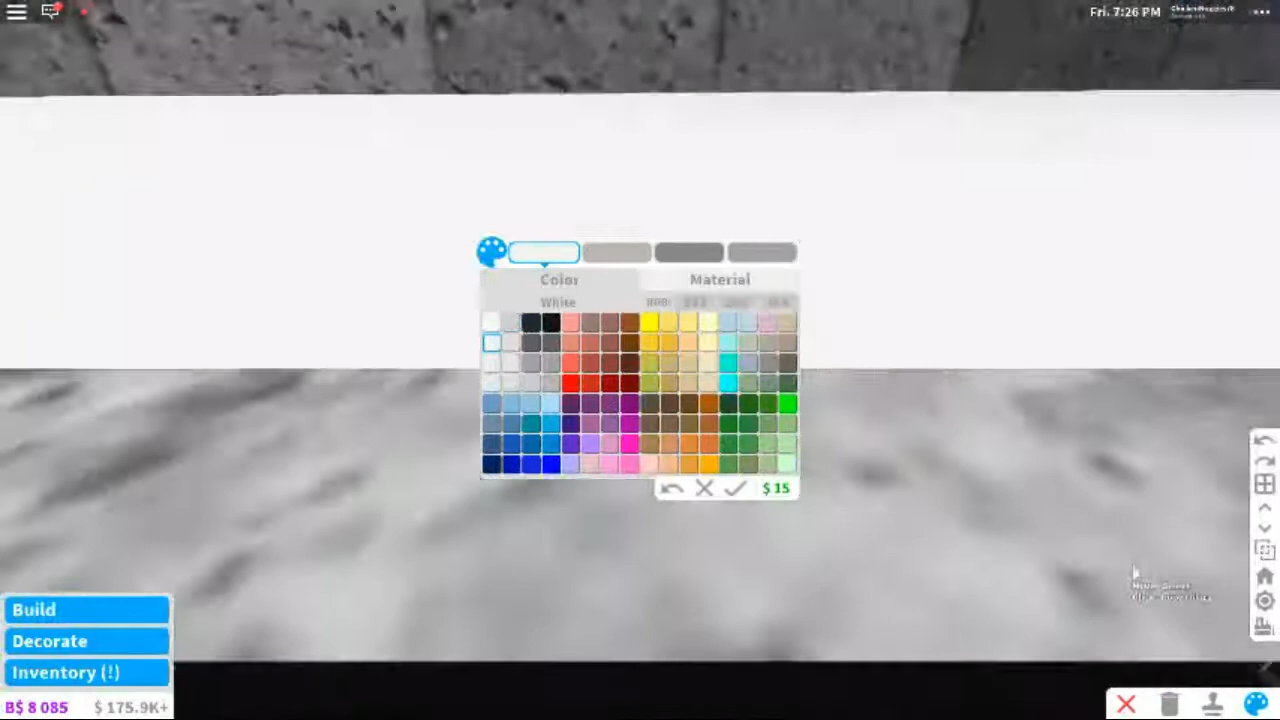 Fri. 7:26 PM
Color
Material
White
$ 15
Build
Decorate
Inventory (!)
B$ 8 085
$ 175.9K+